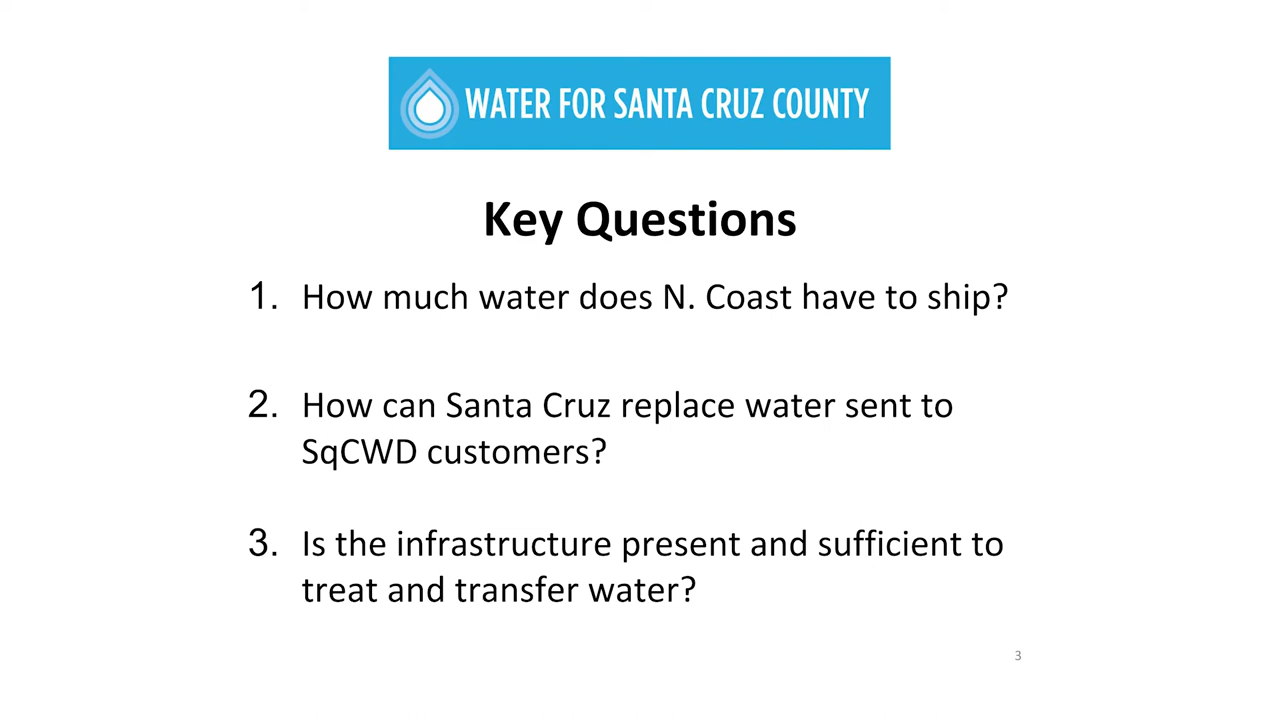 WATER FOR SANTA CRUZ COUNTY
Key Questions
1. How much water does N. Coast have to ship?
2. How can Santa Cruz replace water sent to
SqCWD customers?
3. Is the infrastructure present and sufficient to
treat and transfer water?
3